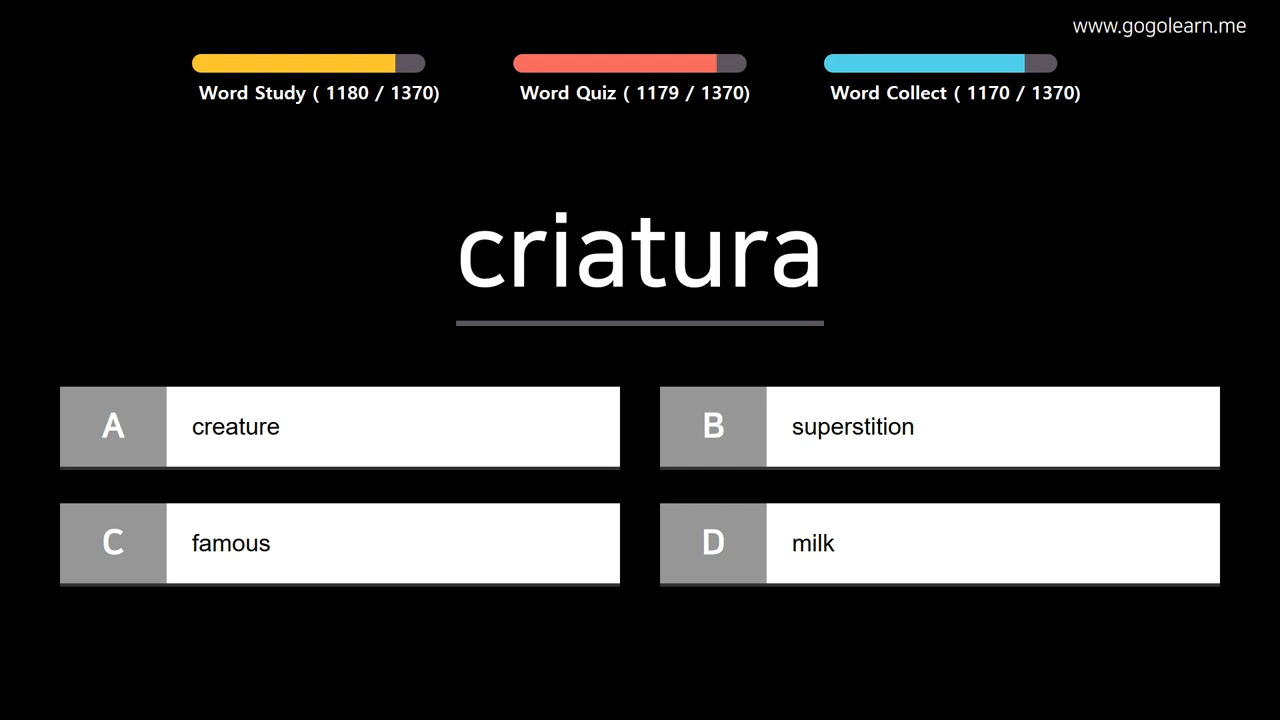 www.gogolearn.me
Word Study ( 1180 / 1370)
Word Quiz ( 1179 / 1370)
Word Collect ( 1170 / 1370)
criatura
A creature
B superstition
C famous
D milk